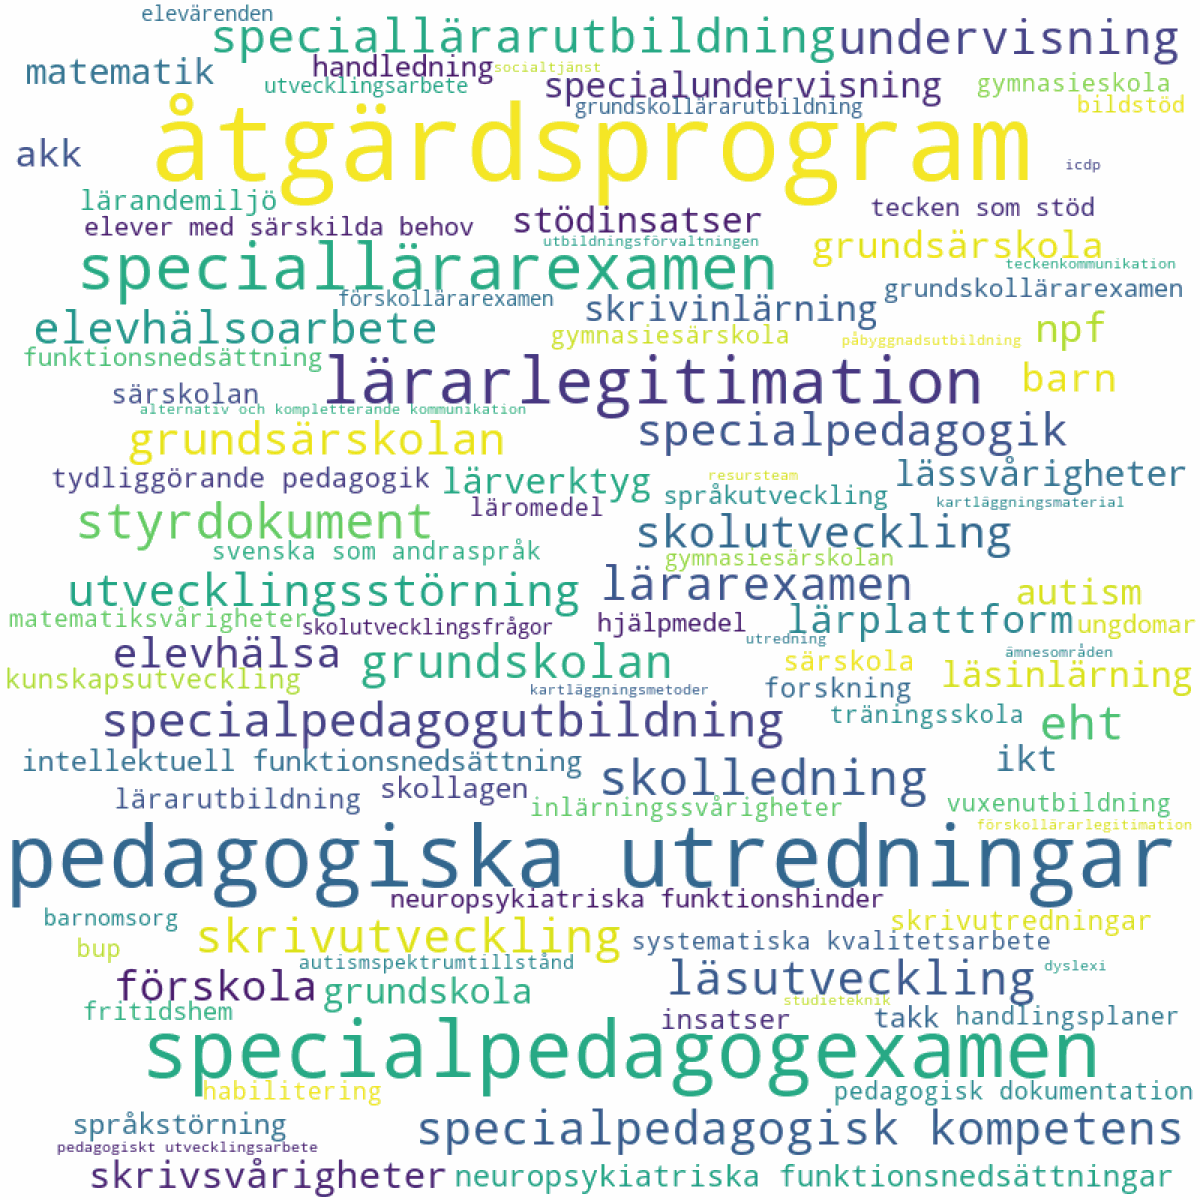 elevärenden
speciallärarutbildning
undervisning
matematik
handledning
socialtjänst
utvecklingsarbete
specialundervisning
gymnasieskola
grundskollärarutbildning
bildstöd
åtgärdsprogram
akk
icdp
lärandemiljö
elever med särskilda behov
stödinsatser
tecken som stöd
utbildningsförvaltningen
grundsärskola
speciallärarexamen
teckenkommunikation
förskollärarexamen
skrivinlärning
grundskollärarexamen
elevhälsoarbete
gymnasiesärskola
påbyggnadsutbildning
npf
funktionsnedsättning
lärarlegitimation
barn
särskolan
alternativ och kompletterande kommunikation
grundsärskolan
specialpedagogik
tydliggörande pedagogik
lärverktyg
resursteam
lässvårigheter
språkutveckling
kartläggningsmaterial
läromedel
styrdokument
skolutveckling
svenska som andraspråk
gymnasiesärskolan
utvecklingsstörning
lärarexamen
autism
matematiksvårigheter
skolutvecklingsfrågor
hjälpmedel
lärplattform
ungdomar
utredning
elevhälsa
grundskolan
särskola
ämnesområden
läsinlärning
kunskapsutveckling
kartläggningsmetoder
forskning
specialpedagogutbildning
träningsskola
eht
intellektuell funktionsnedsättning
skolledning
ikt
lärarutbildning
skollagen
inlärningssvårigheter
vuxenutbildning
förskollärarlegitimation
pedagogiska utredningar
neuropsykiatriska funktionshinder
barnomsorg
skrivutveckling
skrivutredningar
bup
systematiska kvalitetsarbete
autismspektrumtillstånd
läsutveckling
dyslexi
förskola
grundskola
studieteknik
fritidshem
insatser
takk
handlingsplaner
specialpedagogexamen
habilitering
pedagogisk dokumentation
språkstörning
specialpedagogisk kompetens
pedagogiskt utvecklingsarbete
skrivsvårigheter
neuropsykiatriska funktionsnedsättningar